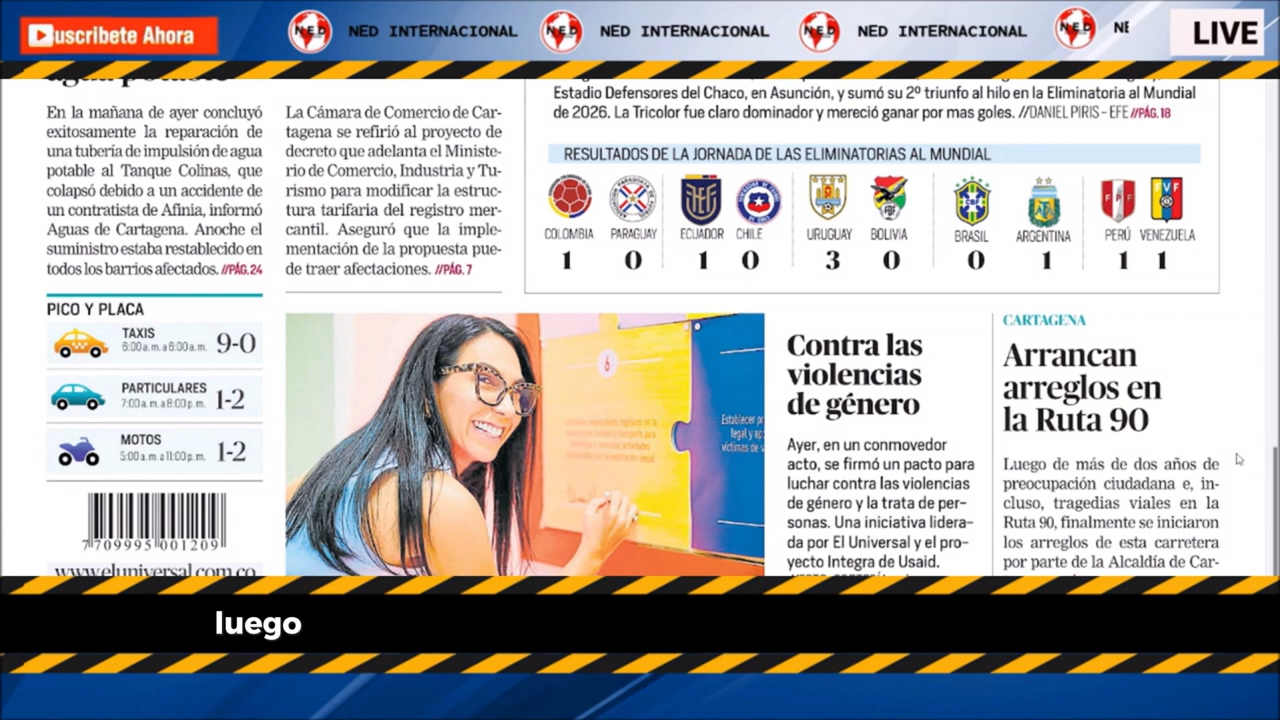 Suscribete Ahora
NED NED INTERNACIONAL
NED NED INTERNACIONAL
NED NED INTERNACIONAL
NED NE
LIVE
En la mañana de ayer concluyó
exitosamente la reparación de
una tubería de impulsión de agua
potable al Tanque Colinas, que
colapsó debido a un accidente de
un contratista de Afinia, informó
Aguas de Cartagena. Anoche el
suministro estaba restablecido en
todos los barrios afectados. //PÁG.24
La Cámara de Comercio de Car-
tagena se refirió al proyecto de
decreto que adelanta el Ministe-
rio de Comercio, Industria y Tu-
rismo para modificar la estruc-
tura tarifaria del registro mer-
cantil. Aseguró que la imple-
mentación de la propuesta pue-
de traer afectaciones. //PÁG. 7
Estadio Defensores del Chaco, en Asunción, y sumó su 2º triunfo al hilo en la Eliminatoria al Mundial
de 2026. La Tricolor fue claro dominador y mereció ganar por mas goles. //DANIEL PIRIS - EFE //PÁG. 18
RESULTADOS DE LA JORNADA DE LAS ELIMINATORIAS AL MUNDIAL
COLOMBIA PARAGUAY ECUADOR CHILE URUGUAY BOLIVIA BRASIL ARGENTINA PERÚ VENEZUELA
1 0 1 0 3 0 0 1 1 1
PICO Y PLACA
TAXIS
6:00 a.m. a 6:00 a.m. 9-0
PARTICULARES
7:00 a.m. a 8:00 p.m. 1-2
MOTOS
5:00 a.m. a 11:00 p.m. 1-2
7 709995 001209
www.eluniversal.com.co
6
Establecer
Contra las
violencias
de género
Ayer, en un conmovedor
acto, se firmó un pacto para
luchar contra las violencias
de género y la trata de per-
sonas. Una iniciativa lidera-
da por El Universal y el pro-
yecto Integra de Usaid.
CARTAGENA
Arrancan
arreglos en
la Ruta 90
Luego de más de dos años de
preocupación ciudadana e, in-
cluso, tragedias viales en la
Ruta 90, finalmente se iniciaron
los arreglos de esta carretera
por parte de la Alcaldía de Car-
luego